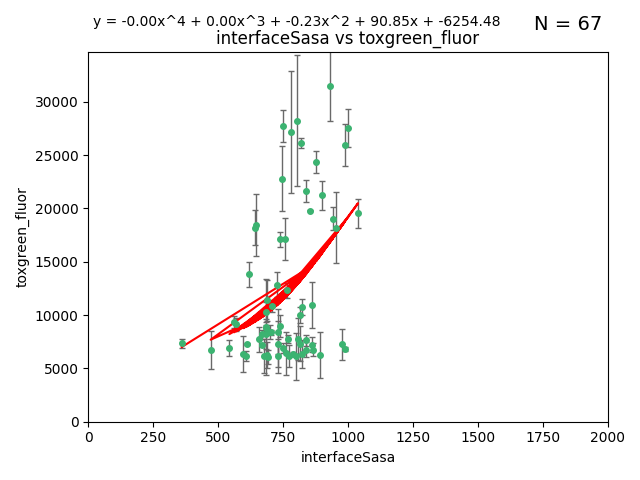 y = -0.00x^4 + 0.00x^3 + -0.23x^2 + 90.85x + -6254.48
N = 67
interfaceSasa vs toxgreen_fluor
toxgreen_fluor
30000
25000
20000
15000
10000
5000
0
0 250 500 750 1000 1250 1500 1750 2000
interfaceSasa